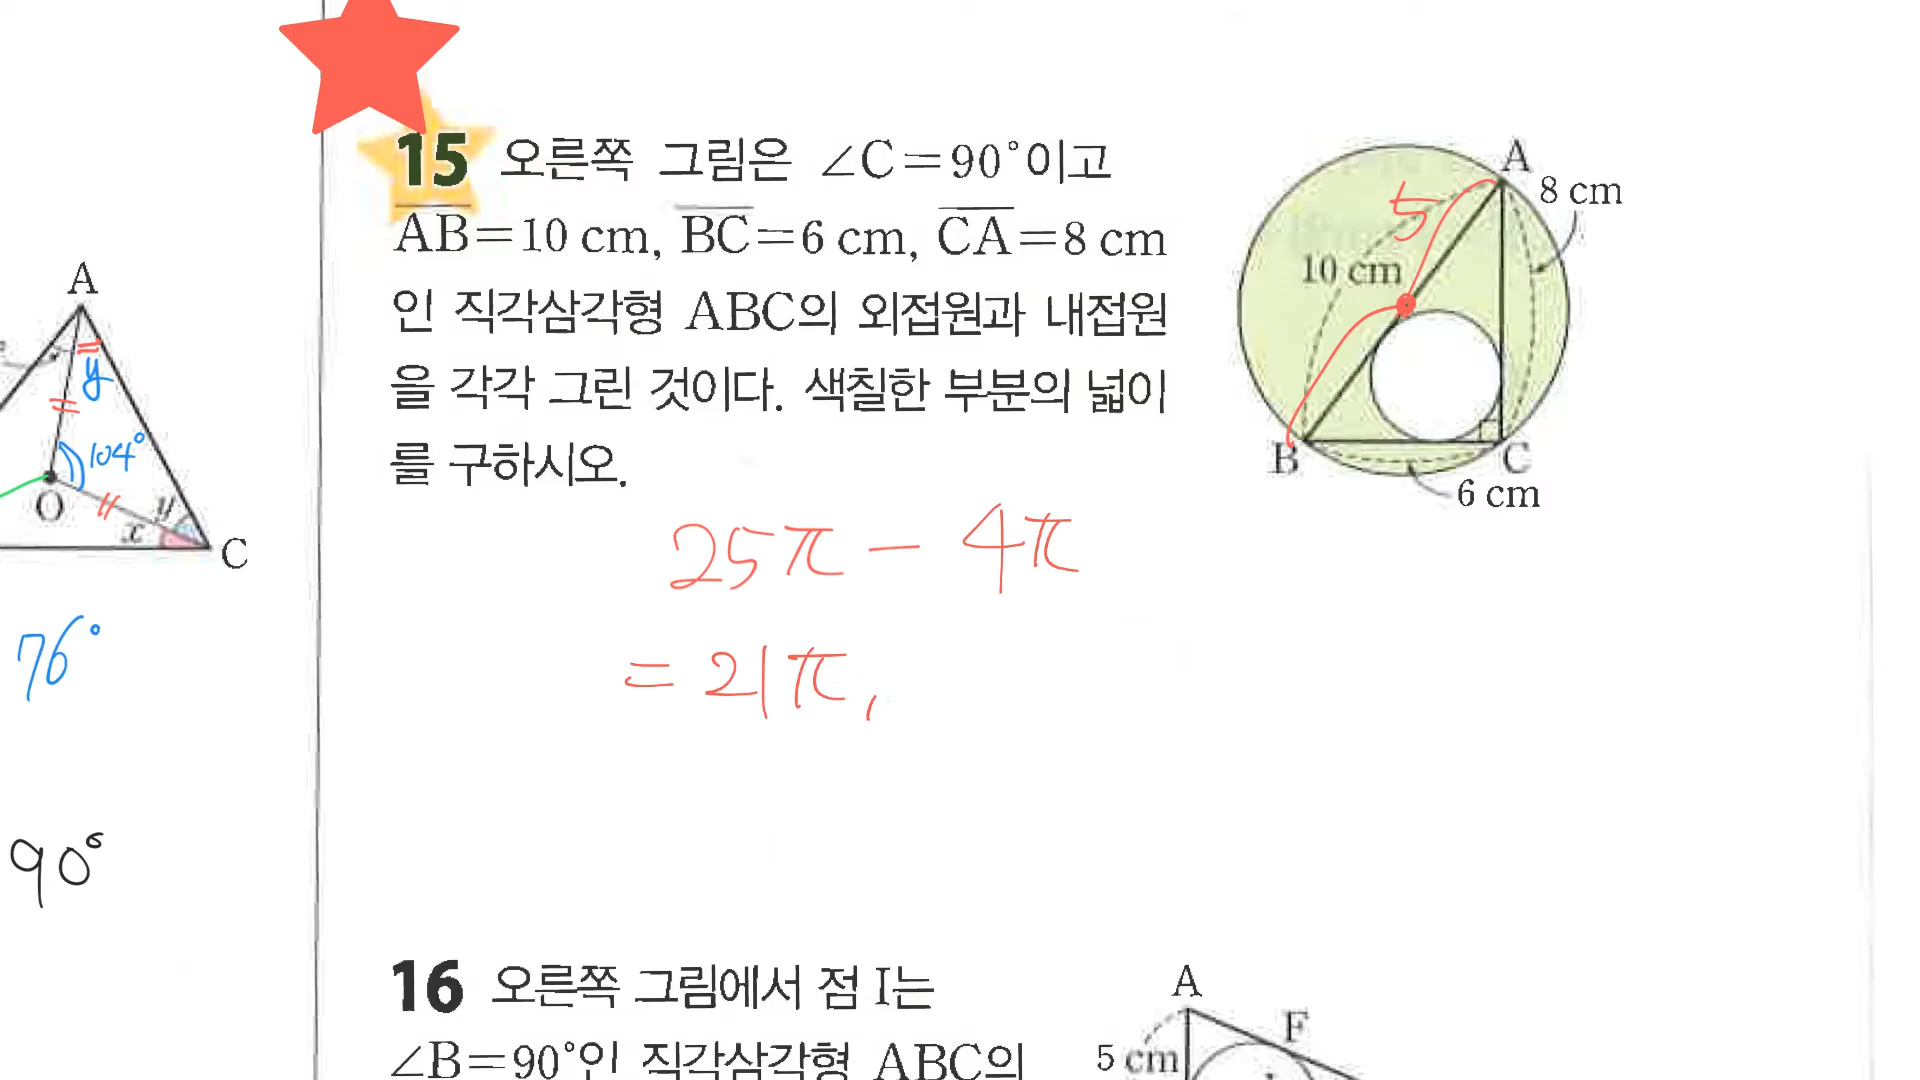 A
y
104°
O
x
y
C
76°
90°
15 오른쪽 그림은 ∠C=90°이고
AB=10 cm, BC=6 cm, CA=8 cm
인 직각삼각형 ABC의 외접원과 내접원
을 각각 그린 것이다. 색칠한 부분의 넓이
를 구하시오.
A
8 cm
5
10 cm
B
C
6 cm
25π - 4π
= 21π,
16 오른쪽 그림에서 점 I는
∠B=90°인 직각삼각형 ABC의
A
F
5 cm